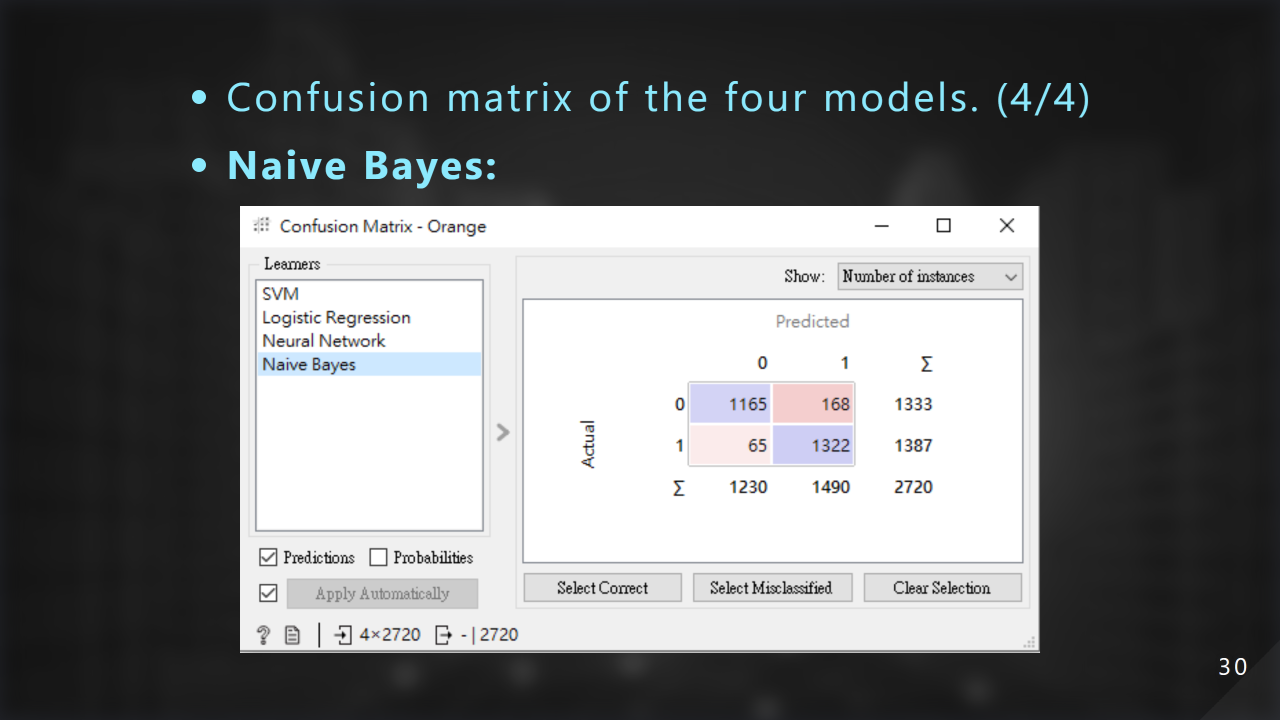 • Confusion matrix of the four models. (4/4)
• Naive Bayes:
Confusion Matrix - Orange
Learners
SVM
Logistic Regression
Neural Network
Naive Bayes
Predictions Probabilities
Apply Automatically
4×2720 - | 2720
Show: Number of instances
Predicted
0 1 Σ
Actual
0 1165 168 1333
1 65 1322 1387
Σ 1230 1490 2720
Select Correct Select Misclassified Clear Selection
30